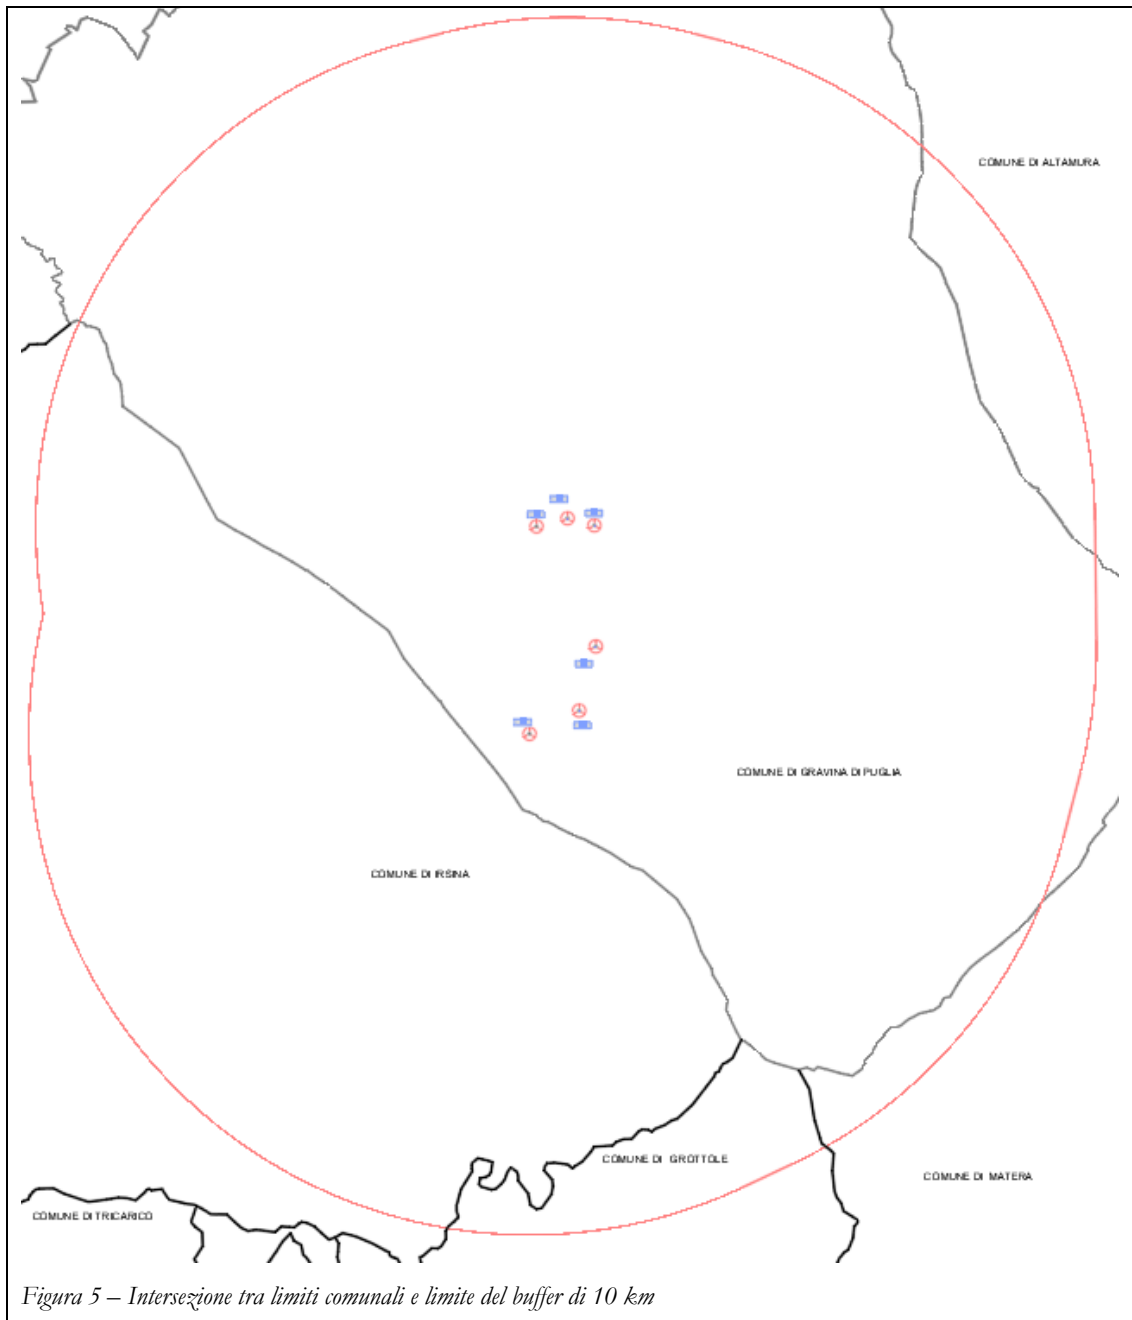 COMUNE DI ALTAMURA
COMUNE DI GRAVINA DI PUGLIA
COMUNE DI IRSINA
COMUNE DI GROTTOLE
COMUNE DI MATERA
COMUNE DI TRICARICO
Figura 5 – Intersezione tra limiti comunali e limite del buffer di 10 km